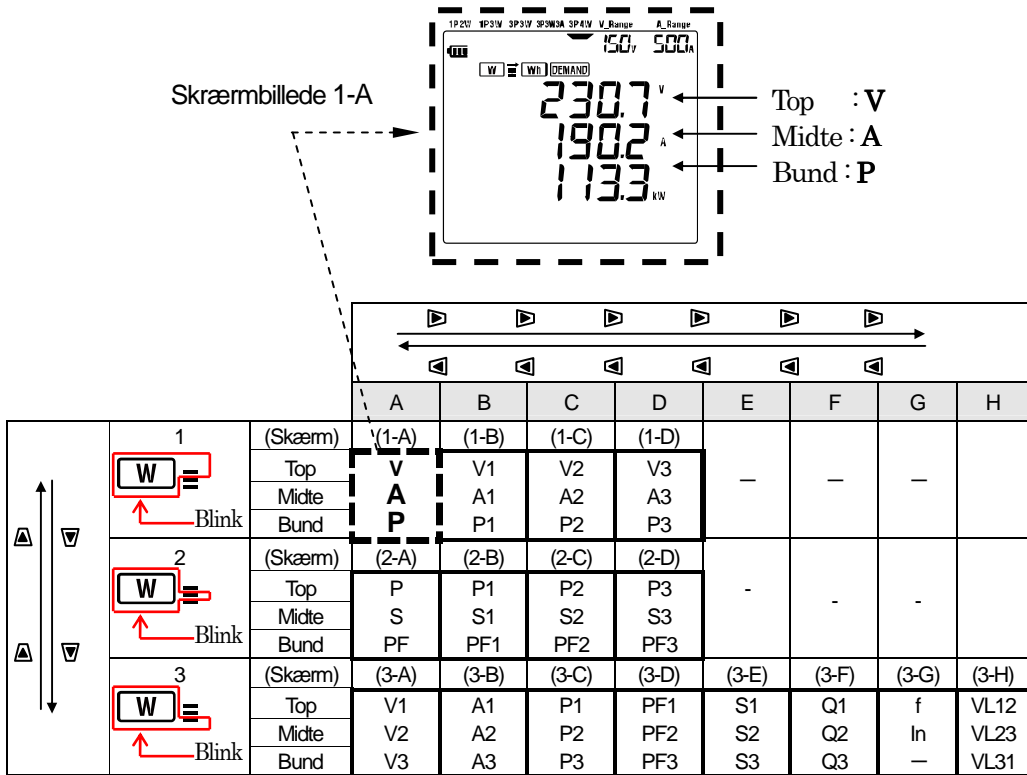 1P2W 1P3W 3P3W 3P3W3A 3P4W V_Range A_Range
150V 500A
W Wh DEMAND
230.7 V
190.2 A
113.3 kW
Skrærmbillede 1-A
Top : V
Midte : A
Bund : P
A B C D E F G H
1 (Skærm) (1-A) (1-B) (1-C) (1-D)
W Top V V1 V2 V3 — — —
Midte A A1 A2 A3
Blink Bund P P1 P2 P3
2 (Skærm) (2-A) (2-B) (2-C) (2-D)
W Top P P1 P2 P3 - - -
Midte S S1 S2 S3
Blink Bund PF PF1 PF2 PF3
3 (Skærm) (3-A) (3-B) (3-C) (3-D) (3-E) (3-F) (3-G) (3-H)
W Top V1 A1 P1 PF1 S1 Q1 f VL12
Midte V2 A2 P2 PF2 S2 Q2 In VL23
Blink Bund V3 A3 P3 PF3 S3 Q3 — VL31